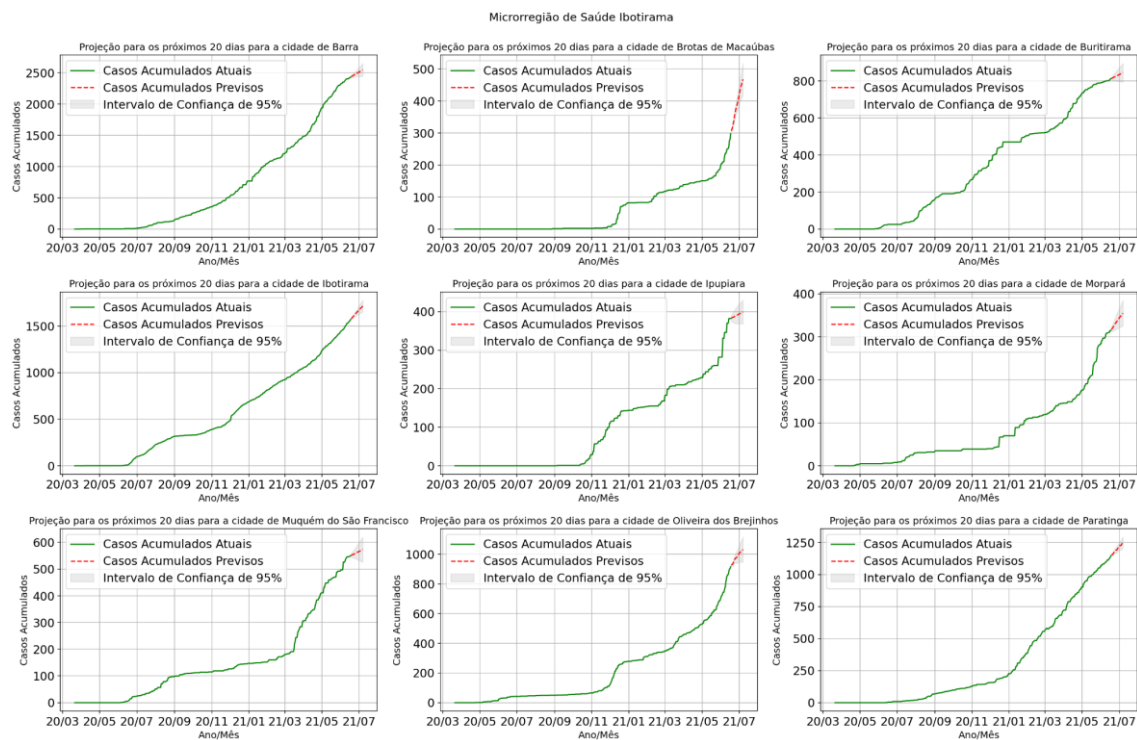 Microrregião de Saúde Ibotirama
Projeção para os próximos 20 dias para a cidade de Barra
2500
2000
1500
1000
500
0
Casos Acumulados
Casos Acumulados Atuais
Casos Acumulados Previsos
Intervalo de Confiança de 95%
20/03 20/05 20/07 20/09 20/11 21/01 21/03 21/05 21/07
Ano/Mês
Projeção para os próximos 20 dias para a cidade de Brotas de Macaúbas
500
400
300
200
100
0
Casos Acumulados
Casos Acumulados Atuais
Casos Acumulados Previsos
Intervalo de Confiança de 95%
20/03 20/05 20/07 20/09 20/11 21/01 21/03 21/05 21/07
Ano/Mês
Projeção para os próximos 20 dias para a cidade de Buritirama
800
600
400
200
0
Casos Acumulados
Casos Acumulados Atuais
Casos Acumulados Previsos
Intervalo de Confiança de 95%
20/03 20/05 20/07 20/09 20/11 21/01 21/03 21/05 21/07
Ano/Mês
Projeção para os próximos 20 dias para a cidade de Ibotirama
1500
1000
500
0
Casos Acumulados
Casos Acumulados Atuais
Casos Acumulados Previsos
Intervalo de Confiança de 95%
20/03 20/05 20/07 20/09 20/11 21/01 21/03 21/05 21/07
Ano/Mês
Projeção para os próximos 20 dias para a cidade de Ipupiara
400
300
200
100
0
Casos Acumulados
Casos Acumulados Atuais
Casos Acumulados Previsos
Intervalo de Confiança de 95%
20/03 20/05 20/07 20/09 20/11 21/01 21/03 21/05 21/07
Ano/Mês
Projeção para os próximos 20 dias para a cidade de Morpará
400
300
200
100
0
Casos Acumulados
Casos Acumulados Atuais
Casos Acumulados Previsos
Intervalo de Confiança de 95%
20/03 20/05 20/07 20/09 20/11 21/01 21/03 21/05 21/07
Ano/Mês
Projeção para os próximos 20 dias para a cidade de Muquém do São Francisco
600
500
400
300
200
100
0
Casos Acumulados
Casos Acumulados Atuais
Casos Acumulados Previsos
Intervalo de Confiança de 95%
20/03 20/05 20/07 20/09 20/11 21/01 21/03 21/05 21/07
Ano/Mês
Projeção para os próximos 20 dias para a cidade de Oliveira dos Brejinhos
1000
800
600
400
200
0
Casos Acumulados
Casos Acumulados Atuais
Casos Acumulados Previsos
Intervalo de Confiança de 95%
20/03 20/05 20/07 20/09 20/11 21/01 21/03 21/05 21/07
Ano/Mês
Projeção para os próximos 20 dias para a cidade de Paratinga
1250
1000
750
500
250
0
Casos Acumulados
Casos Acumulados Atuais
Casos Acumulados Previsos
Intervalo de Confiança de 95%
20/03 20/05 20/07 20/09 20/11 21/01 21/03 21/05 21/07
Ano/Mês